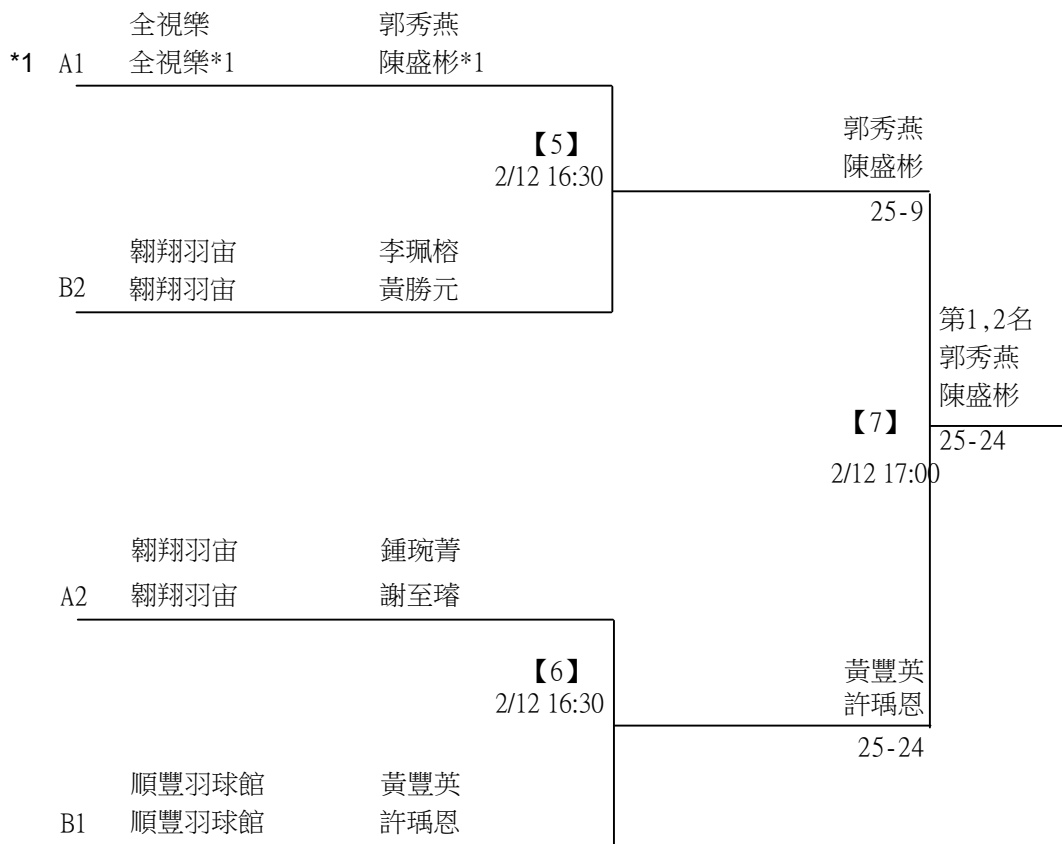 全視樂 郭秀燕
*1 A1 全視樂*1 陳盛彬*1
【5】
2/12 16:30
郭秀燕
陳盛彬
25-9
翱翔羽宙 李珮榕
B2 翱翔羽宙 黃勝元
第1,2名
郭秀燕
陳盛彬
【7】
25-24
2/12 17:00
翱翔羽宙 鍾琬菁
A2 翱翔羽宙 謝至璿
【6】
2/12 16:30
黃豐英
許瑀恩
25-24
順豐羽球館 黃豐英
B1 順豐羽球館 許瑀恩